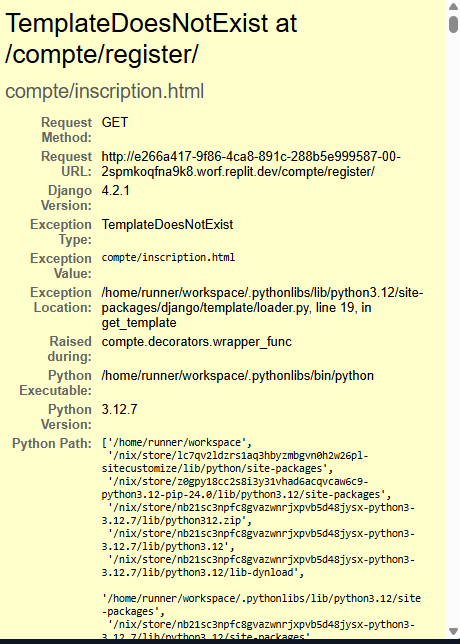 TemplateDoesNotExist at
/compte/register/
compte/inscription.html
Request Method: GET
Request URL: http://e266a417-9f86-4ca8-891c-288b5e999587-00-
2spmkoqfna9k8.worf.replit.dev/compte/register/
Django Version: 4.2.1
Exception Type: TemplateDoesNotExist
Exception Value: compte/inscription.html
Exception Location: /home/runner/workspace/.pythonlibs/lib/python3.12/site-
packages/django/template/loader.py, line 19, in
get_template
Raised during: compte.decorators.wrapper_func
Python Executable: /home/runner/workspace/.pythonlibs/bin/python
Python Version: 3.12.7
Python Path: ['/home/runner/workspace',
'/nix/store/lc7qv2ldzrs1aq3hbyzmbgvn0h2w26pl-
sitecustomize/lib/python/site-packages',
'/nix/store/z0gpy18cc2s8i3y31vhad6acqvcaw6c9-
python3.12-pip-24.0/lib/python3.12/site-packages',
'/nix/store/nb21sc3npfc8gvazwnrjxpvb5d48jysx-python3-
3.12.7/lib/python312.zip',
'/nix/store/nb21sc3npfc8gvazwnrjxpvb5d48jysx-python3-
3.12.7/lib/python3.12',
'/nix/store/nb21sc3npfc8gvazwnrjxpvb5d48jysx-python3-
3.12.7/lib/python3.12/lib-dynload',
'/home/runner/workspace/.pythonlibs/lib/python3.12/site
-packages',
'/nix/store/nb21sc3npfc8gvazwnrjxpvb5d48jysx-python3-
3.12.7/lib/python3.12/site-packages'